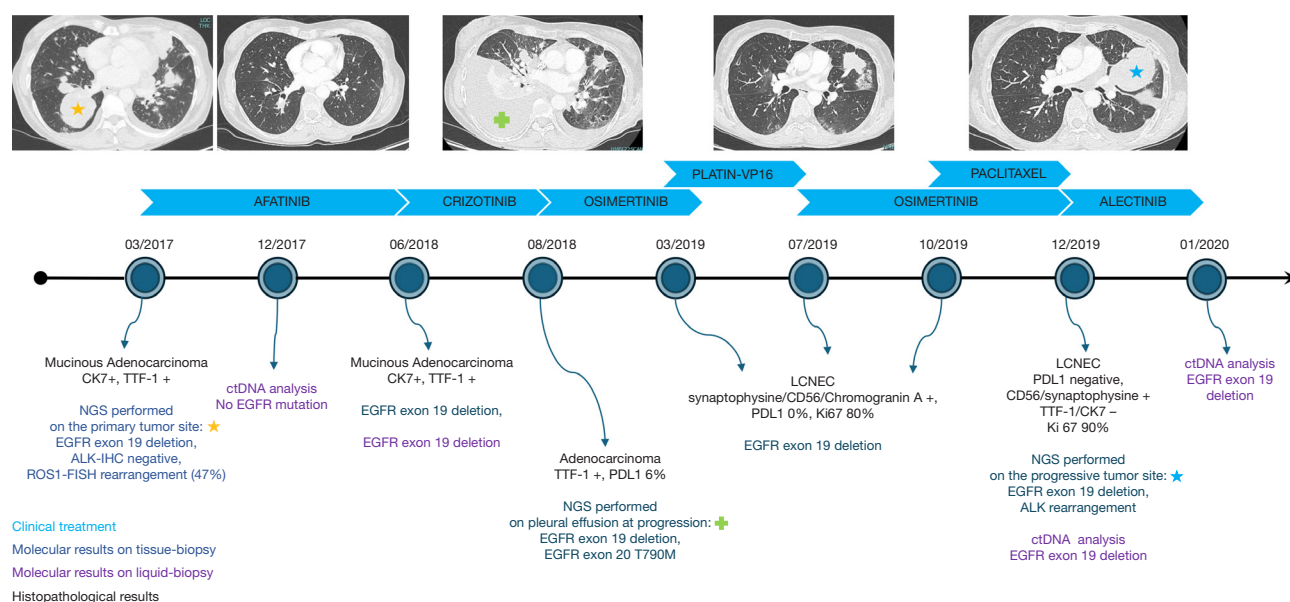 LOC
THX
PLATIN-VP16
PACLITAXEL
AFATINIB
CRIZOTINIB
OSIMERTINIB
OSIMERTINIB
ALECTINIB
03/2017
12/2017
06/2018
08/2018
03/2019
07/2019
10/2019
12/2019
01/2020
Mucinous Adenocarcinoma
CK7+, TTF-1 +
NGS performed
on the primary tumor site:
EGFR exon 19 deletion,
ALK-IHC negative,
ROS1-FISH rearrangement (47%)
ctDNA analysis
No EGFR mutation
Mucinous Adenocarcinoma
CK7+, TTF-1 +
EGFR exon 19 deletion,
EGFR exon 19 deletion
Adenocarcinoma
TTF-1 +, PDL1 6%
NGS performed
on pleural effusion at progression:
EGFR exon 19 deletion,
EGFR exon 20 T790M
LCNEC
synaptophysine/CD56/Chromogranin A +,
PDL1 0%, Ki67 80%
EGFR exon 19 deletion
LCNEC
PDL1 negative,
CD56/synaptophysine +
TTF-1/CK7 –
Ki 67 90%
NGS performed
on the progressive tumor site:
EGFR exon 19 deletion,
ALK rearrangement
ctDNA analysis
EGFR exon 19 deletion
ctDNA analysis
EGFR exon 19
deletion
Clinical treatment
Molecular results on tissue-biopsy
Molecular results on liquid-biopsy
Histopathological results